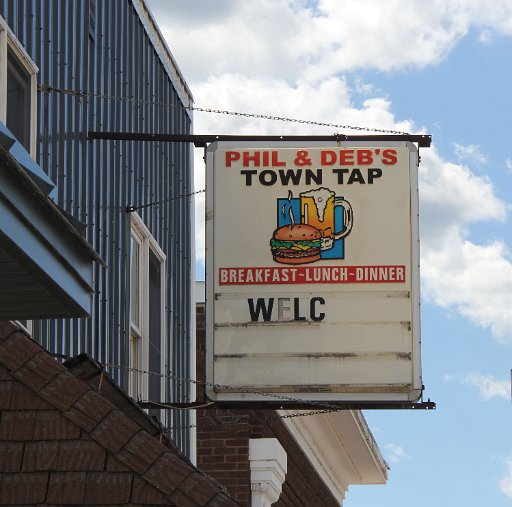 PHIL & DEB'S
TOWN TAP
BREAKFAST~LUNCH~DINNER
WELC